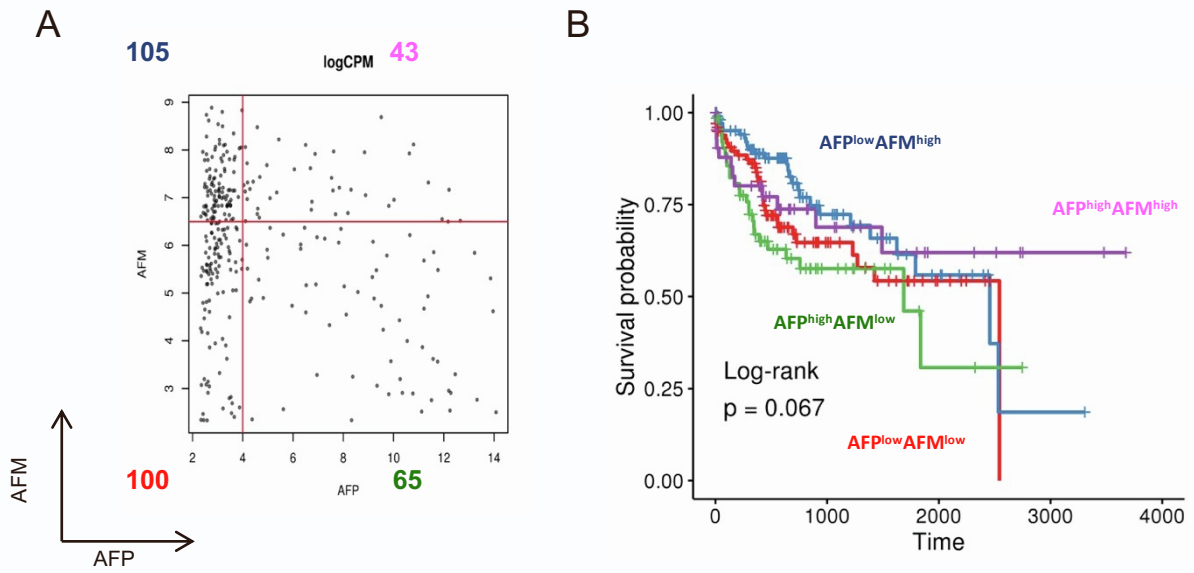 A
105
logCPM
43
9
8
7
6
5
4
3
AFM
2 4 6 8 10 12 14
AFP
100
65
AFM
AFP
B
1.00
0.75
0.50
0.25
0.00
Survival probability
AFPlowAFMhigh
AFPhighAFMhigh
AFPhighAFMlow
Log-rank
p = 0.067
AFPlowAFMlow
0 1000 2000 3000 4000
Time